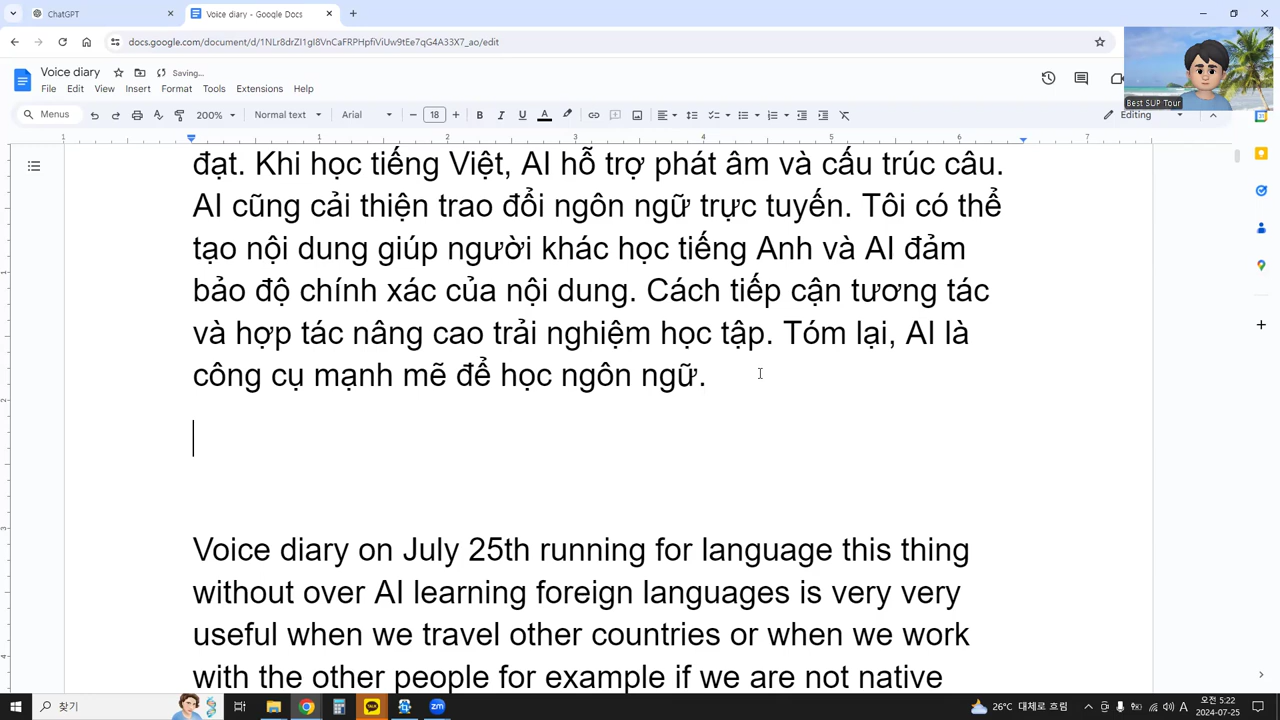 ChatGPT
Voice diary - Google Docs
docs.google.com/document/d/1NLr8drZI1gI8VnCaFRPHpfiViUw9tEe7qG4A33X7_ao/edit
Voice diary
Saving...
File Edit View Insert Format Tools Extensions Help
Best SUP Tour
Menus
200%
Normal text
Arial
18
Editing
1 1 2 3 4 5 6 7
đạt. Khi học tiếng Việt, AI hỗ trợ phát âm và cấu trúc câu.
AI cũng cải thiện trao đổi ngôn ngữ trực tuyến. Tôi có thể
tạo nội dung giúp người khác học tiếng Anh và AI đảm
bảo độ chính xác của nội dung. Cách tiếp cận tương tác
và hợp tác nâng cao trải nghiệm học tập. Tóm lại, AI là
công cụ mạnh mẽ để học ngôn ngữ.
Voice diary on July 25th running for language this thing
without over AI learning foreign languages is very very
useful when we travel other countries or when we work
with the other people for example if we are not native
찾기
26°C 대체로 흐림
A
오전 5:22
2024-07-25